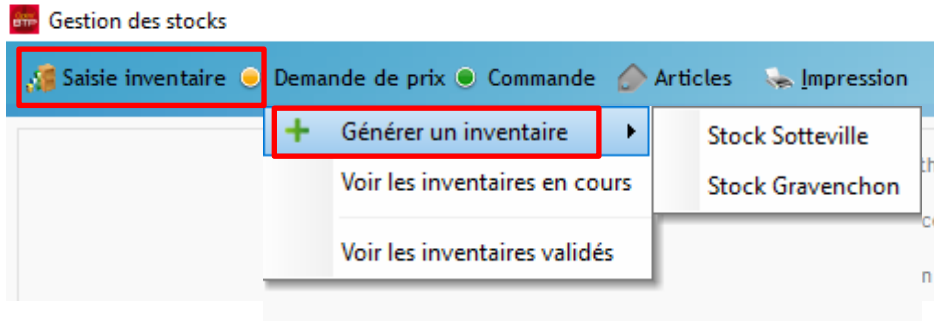 Gestion des stocks
Saisie inventaire Demande de prix Commande Articles Impression
Générer un inventaire
Stock Sotteville
Voir les inventaires en cours
Stock Gravenchon
Voir les inventaires validés